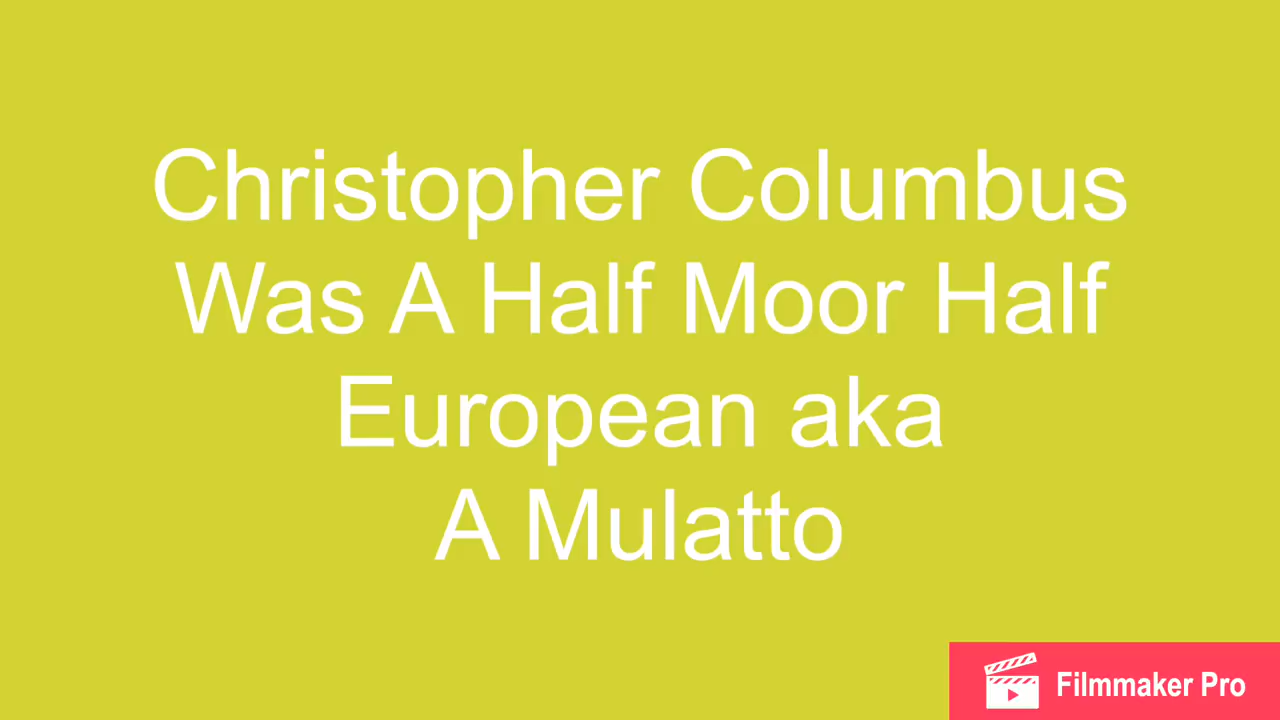 Christopher Columbus
Was A Half Moor Half
European aka
A Mulatto
Filmmaker Pro